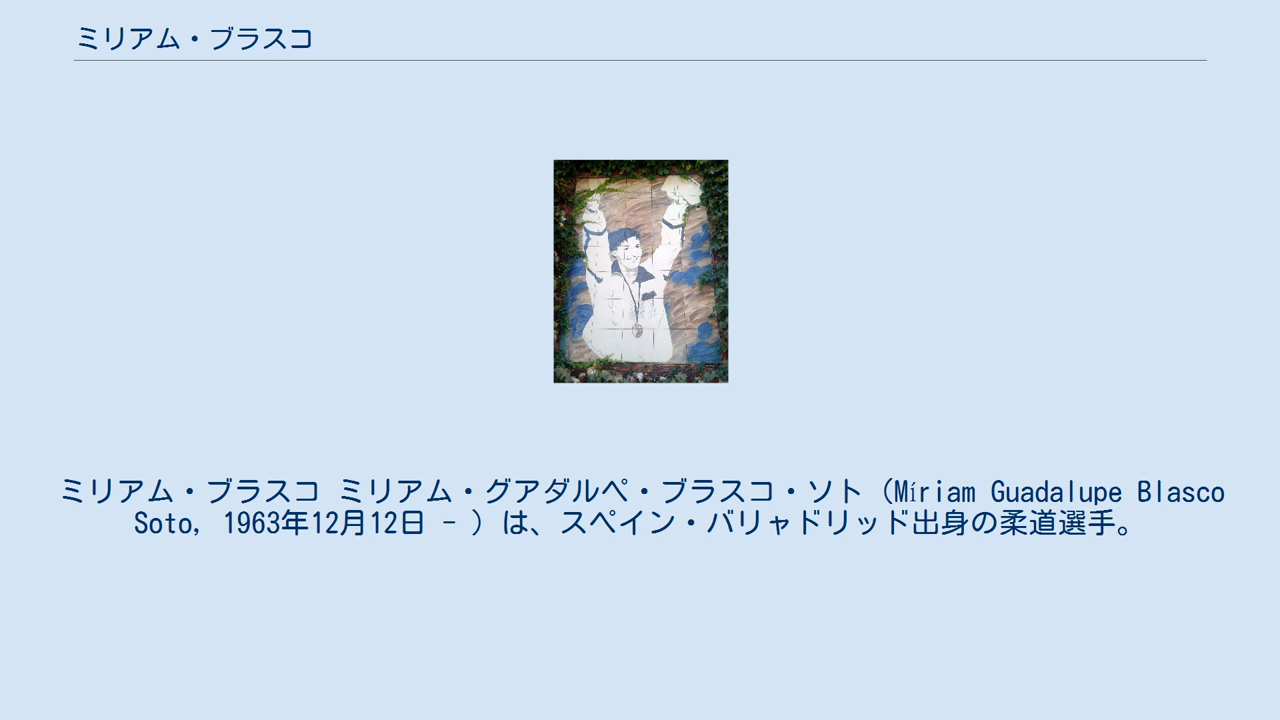 ミリアム・ブラスコ
ミリアム・ブラスコ ミリアム・グアダルペ・ブラスコ・ソト（Míriam Guadalupe Blasco
Soto, 1963年12月12日 - ）は、スペイン・バリャドリッド出身の柔道選手。